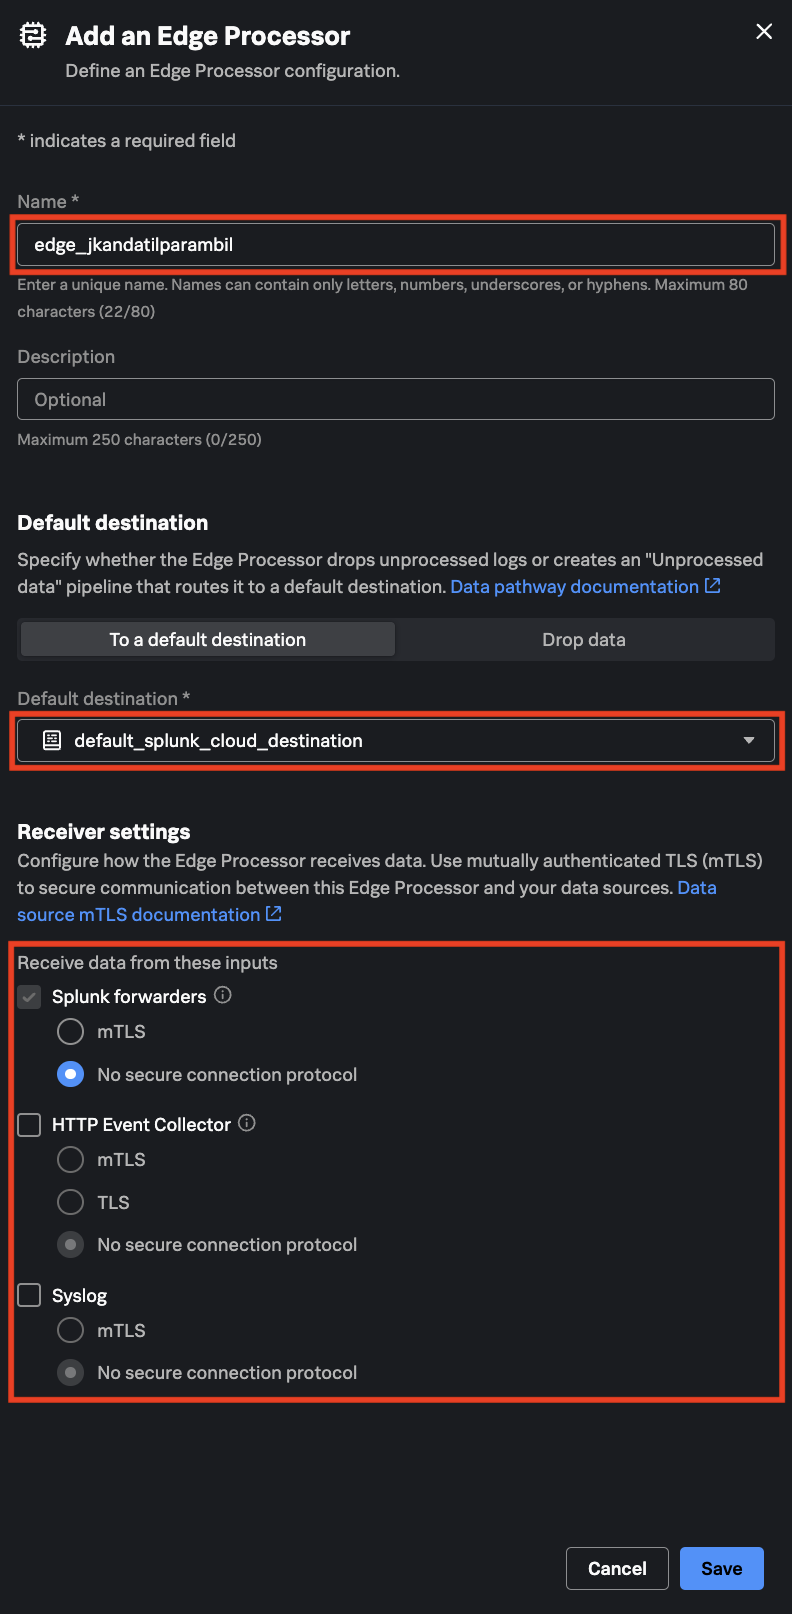 Add an Edge Processor
Define an Edge Processor configuration.
* indicates a required field
Name *
edge_jkandatilparambil
Enter a unique name. Names can contain only letters, numbers, underscores, or hyphens. Maximum 80
characters (22/80)
Description
Optional
Maximum 250 characters (0/250)
Default destination
Specify whether the Edge Processor drops unprocessed logs or creates an "Unprocessed
data" pipeline that routes it to a default destination. Data pathway documentation
To a default destination
Drop data
Default destination *
default_splunk_cloud_destination
Receiver settings
Configure how the Edge Processor receives data. Use mutually authenticated TLS (mTLS)
to secure communication between this Edge Processor and your data sources. Data
source mTLS documentation
Receive data from these inputs
Splunk forwarders
mTLS
No secure connection protocol
HTTP Event Collector
mTLS
TLS
No secure connection protocol
Syslog
mTLS
No secure connection protocol
Cancel
Save